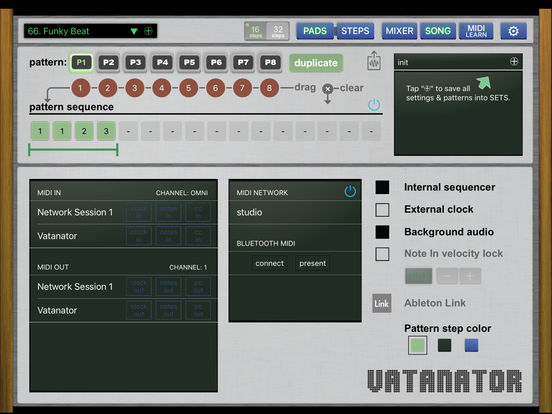 66. Funky Beat
16 steps 32 steps PADS STEPS MIXER SONG MIDI LEARN
pattern: P1 P2 P3 P4 P5 P6 P7 P8 duplicate
1 2 3 4 5 6 7 8 drag x clear
pattern sequence
1 1 2 3 - - - - - - - - - - - -
init
Tap "⊕" to save all
settings & patterns into SETS.
MIDI IN CHANNEL: OMNI
Network Session 1 clock in notes in cc in
Vatanator clock in notes in cc in
MIDI OUT CHANNEL: 1
Network Session 1 clock out notes out cc out
Vatanator clock out notes out cc out
MIDI NETWORK
studio
BLUETOOTH MIDI
connect present
Internal sequencer
External clock
Background audio
Note In velocity lock
- +
Link Ableton Link
Pattern step color
VATANATOR